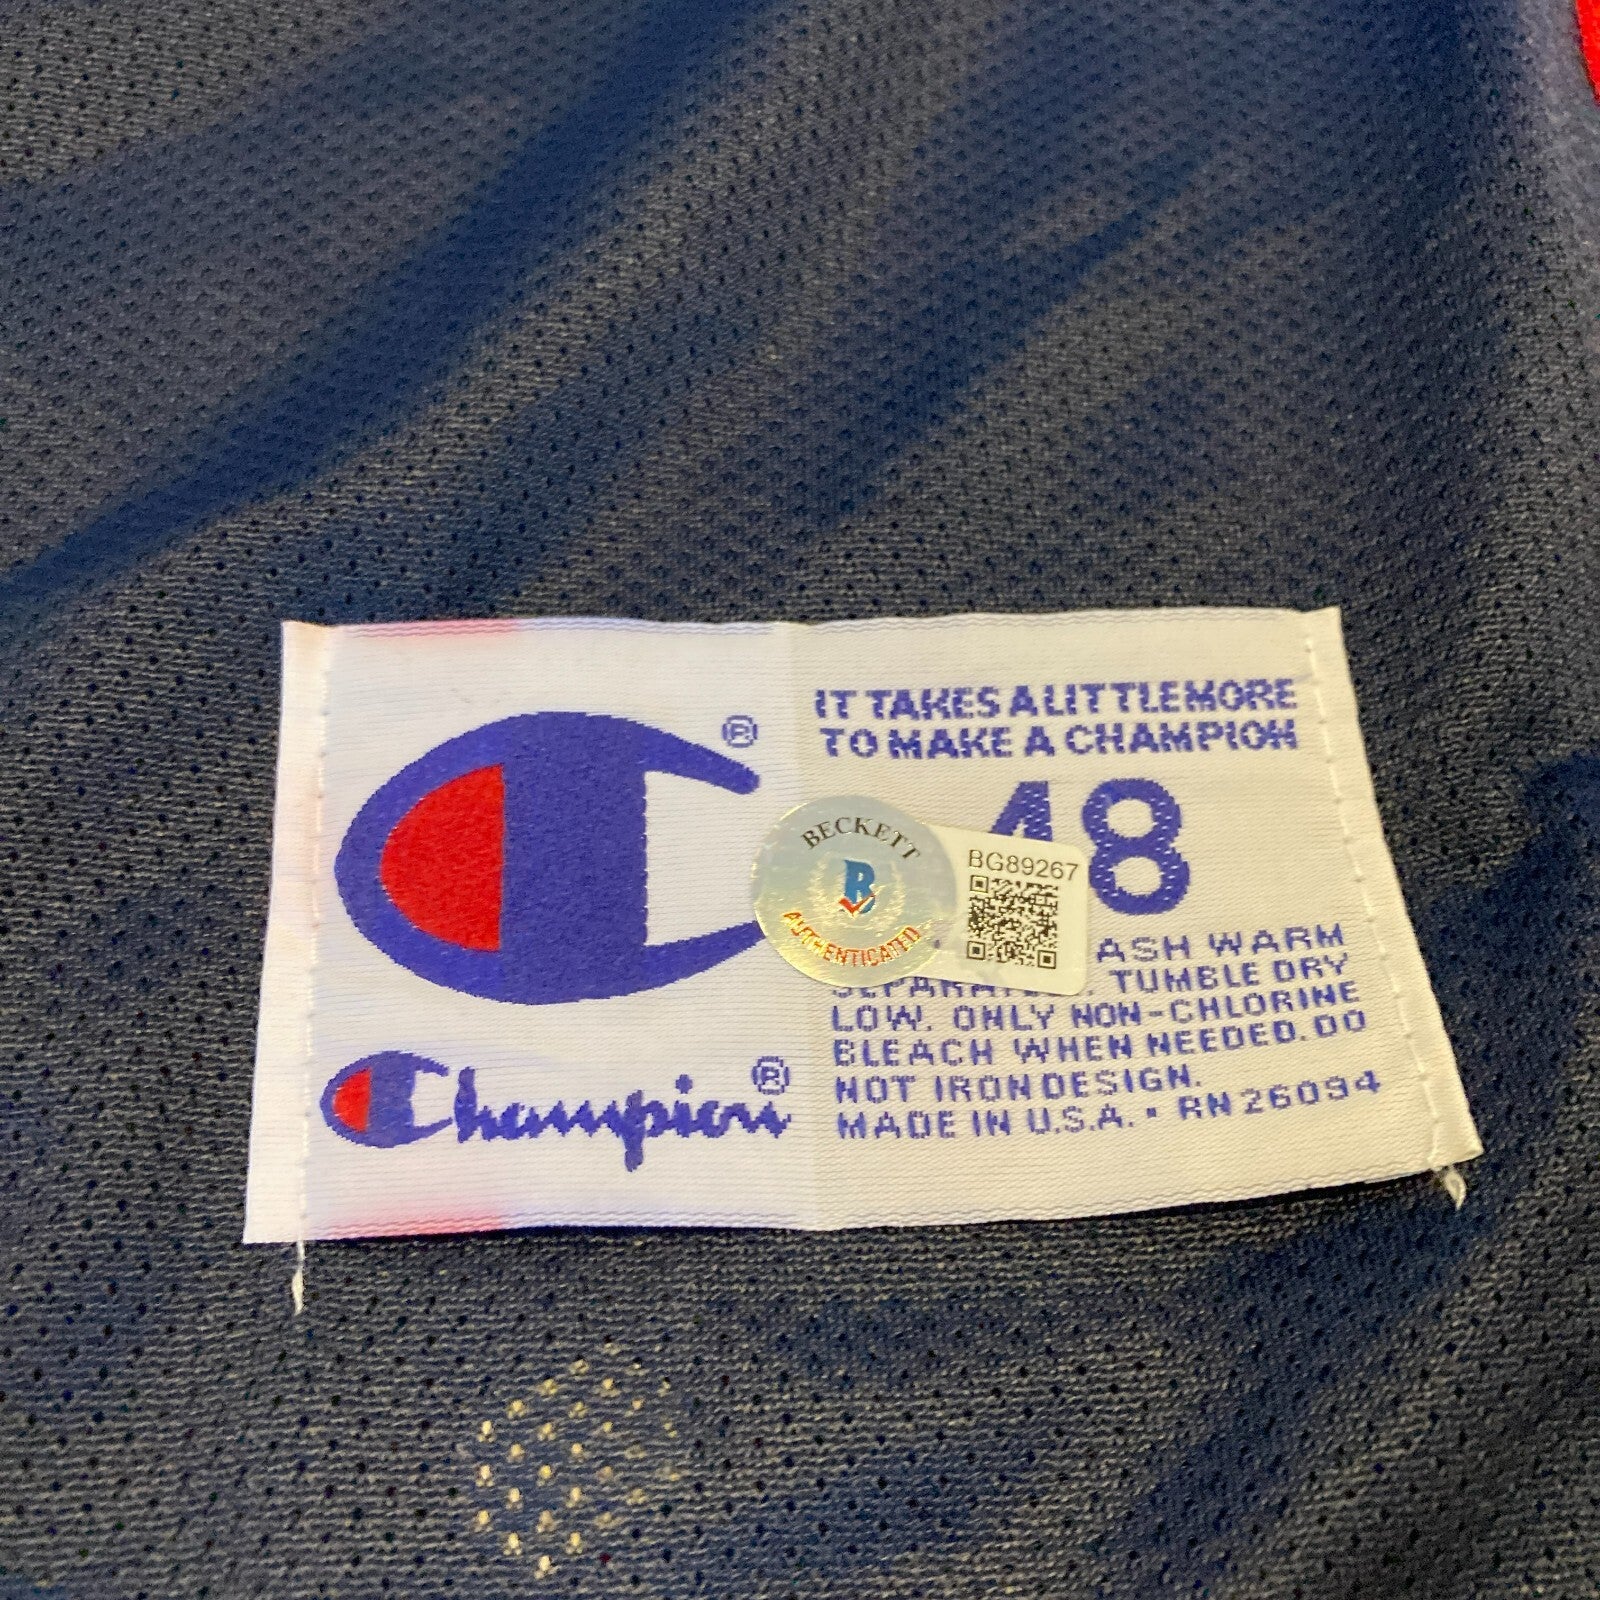 IT TAKES A LITTLE MORE
TO MAKE A CHAMPION
48
BECKETT
B
AUTHENTICATED
BG89267
ASH WARM
TUMBLE DRY
LOW. ONLY NON-CHLORINE
BLEACH WHEN NEEDED. DO
NOT IRON DESIGN.
MADE IN U.S.A. • RN 26094
®
Champion®